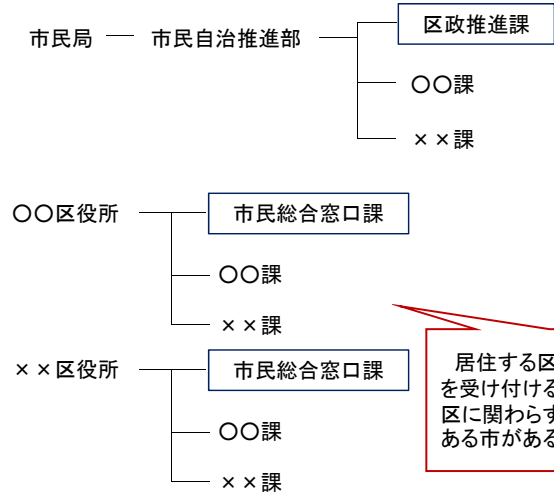 市民局
市民自治推進部
区政推進課
〇〇課
××課
〇〇区役所
市民総合窓口課
〇〇課
××課
××区役所
市民総合窓口課
〇〇課
××課
居住する区
を受け付ける
区に関わらず
ある市がある